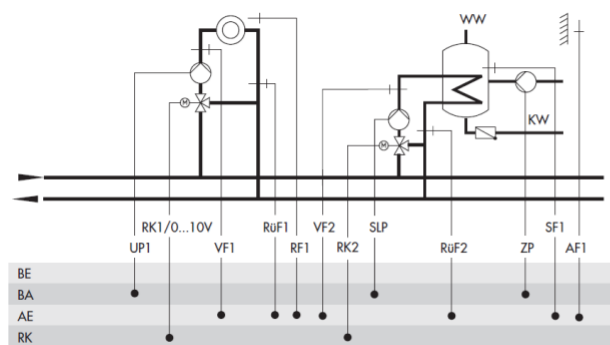 WW
M
KW
M
RK1/0...10V RüF1 VF2 SLP RüF2 SF1
UP1 VF1 RF1 RK2 ZP AF1
BE
BA
AE
RK